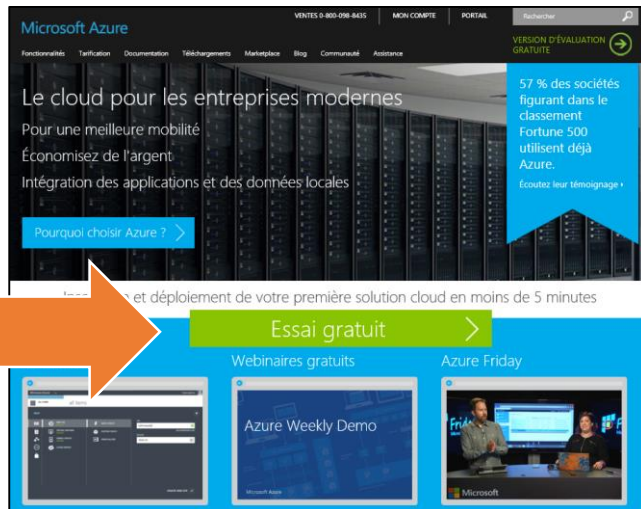 VENTES 0-800-098-8435 MON COMPTE PORTAIL Rechercher
Microsoft Azure
VERSION D'ÉVALUATION
GRATUITE
Fonctionnalités Tarification Documentation Téléchargements Marketplace Blog Communauté Assistance
Le cloud pour les entreprises modernes
Pour une meilleure mobilité
Économisez de l'argent
Intégration des applications et des données locales
Pourquoi choisir Azure ?
57 % des sociétés
figurant dans le
classement
Fortune 500
utilisent déjà
Azure.
Écoutez leur témoignage
et déploiement de votre première solution cloud en moins de 5 minutes
Essai gratuit
Webinaires gratuits
Azure Friday
all items
Azure Weekly Demo
Microsoft Azure
Microsoft